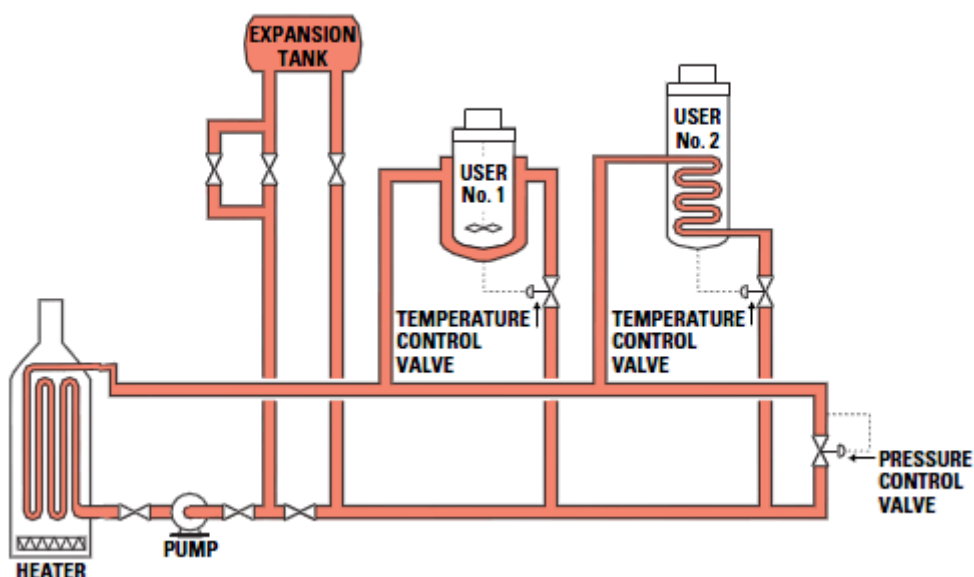 EXPANSION
TANK
USER
No. 1
USER
No. 2
TEMPERATURE
CONTROL
VALVE
TEMPERATURE
CONTROL
VALVE
PRESSURE
CONTROL
VALVE
PUMP
HEATER